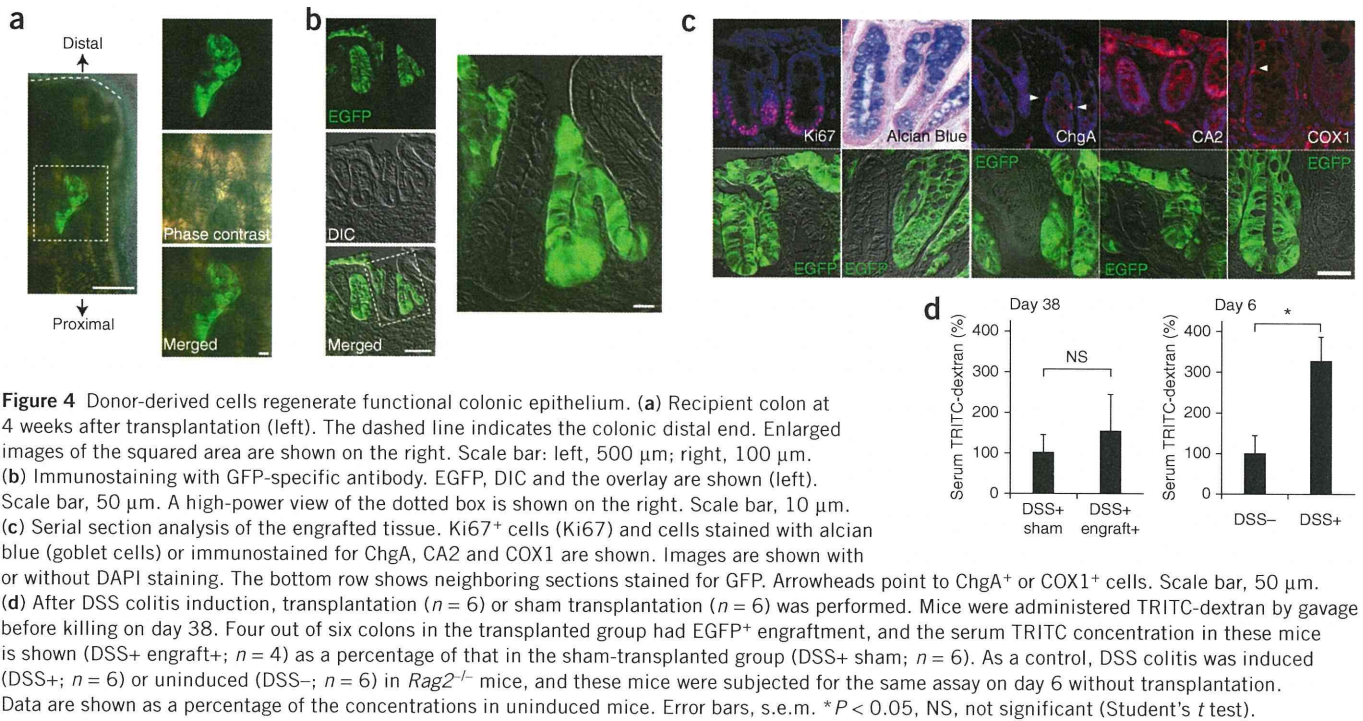 a
Distal
Proximal
Phase contrast
Merged
b
EGFP
DIC
Merged
c
Ki67
Alcian Blue
ChgA
CA2
COX1
EGFP
EGFP
EGFP
EGFP
EGFP
d
Day 38
Serum TRITC-dextran (%)
400
300
200
100
0
NS
DSS+
sham
DSS+
engraft+
Day 6
Serum TRITC-dextran (%)
400
300
200
100
0
*
DSS–
DSS+
Figure 4 Donor-derived cells regenerate functional colonic epithelium. (a) Recipient colon at
4 weeks after transplantation (left). The dashed line indicates the colonic distal end. Enlarged
images of the squared area are shown on the right. Scale bar: left, 500 μm; right, 100 μm.
(b) Immunostaining with GFP-specific antibody. EGFP, DIC and the overlay are shown (left).
Scale bar, 50 μm. A high-power view of the dotted box is shown on the right. Scale bar, 10 μm.
(c) Serial section analysis of the engrafted tissue. Ki67⁺ cells (Ki67) and cells stained with alcian
blue (goblet cells) or immunostained for ChgA, CA2 and COX1 are shown. Images are shown with
or without DAPI staining. The bottom row shows neighboring sections stained for GFP. Arrowheads point to ChgA⁺ or COX1⁺ cells. Scale bar, 50 μm.
(d) After DSS colitis induction, transplantation (n = 6) or sham transplantation (n = 6) was performed. Mice were administered TRITC-dextran by gavage
before killing on day 38. Four out of six colons in the transplanted group had EGFP⁺ engraftment, and the serum TRITC concentration in these mice
is shown (DSS+ engraft+; n = 4) as a percentage of that in the sham-transplanted group (DSS+ sham; n = 6). As a control, DSS colitis was induced
(DSS+; n = 6) or uninduced (DSS–; n = 6) in Rag2⁻/⁻ mice, and these mice were subjected for the same assay on day 6 without transplantation.
Data are shown as a percentage of the concentrations in uninduced mice. Error bars, s.e.m. *P < 0.05, NS, not significant (Student's t test).